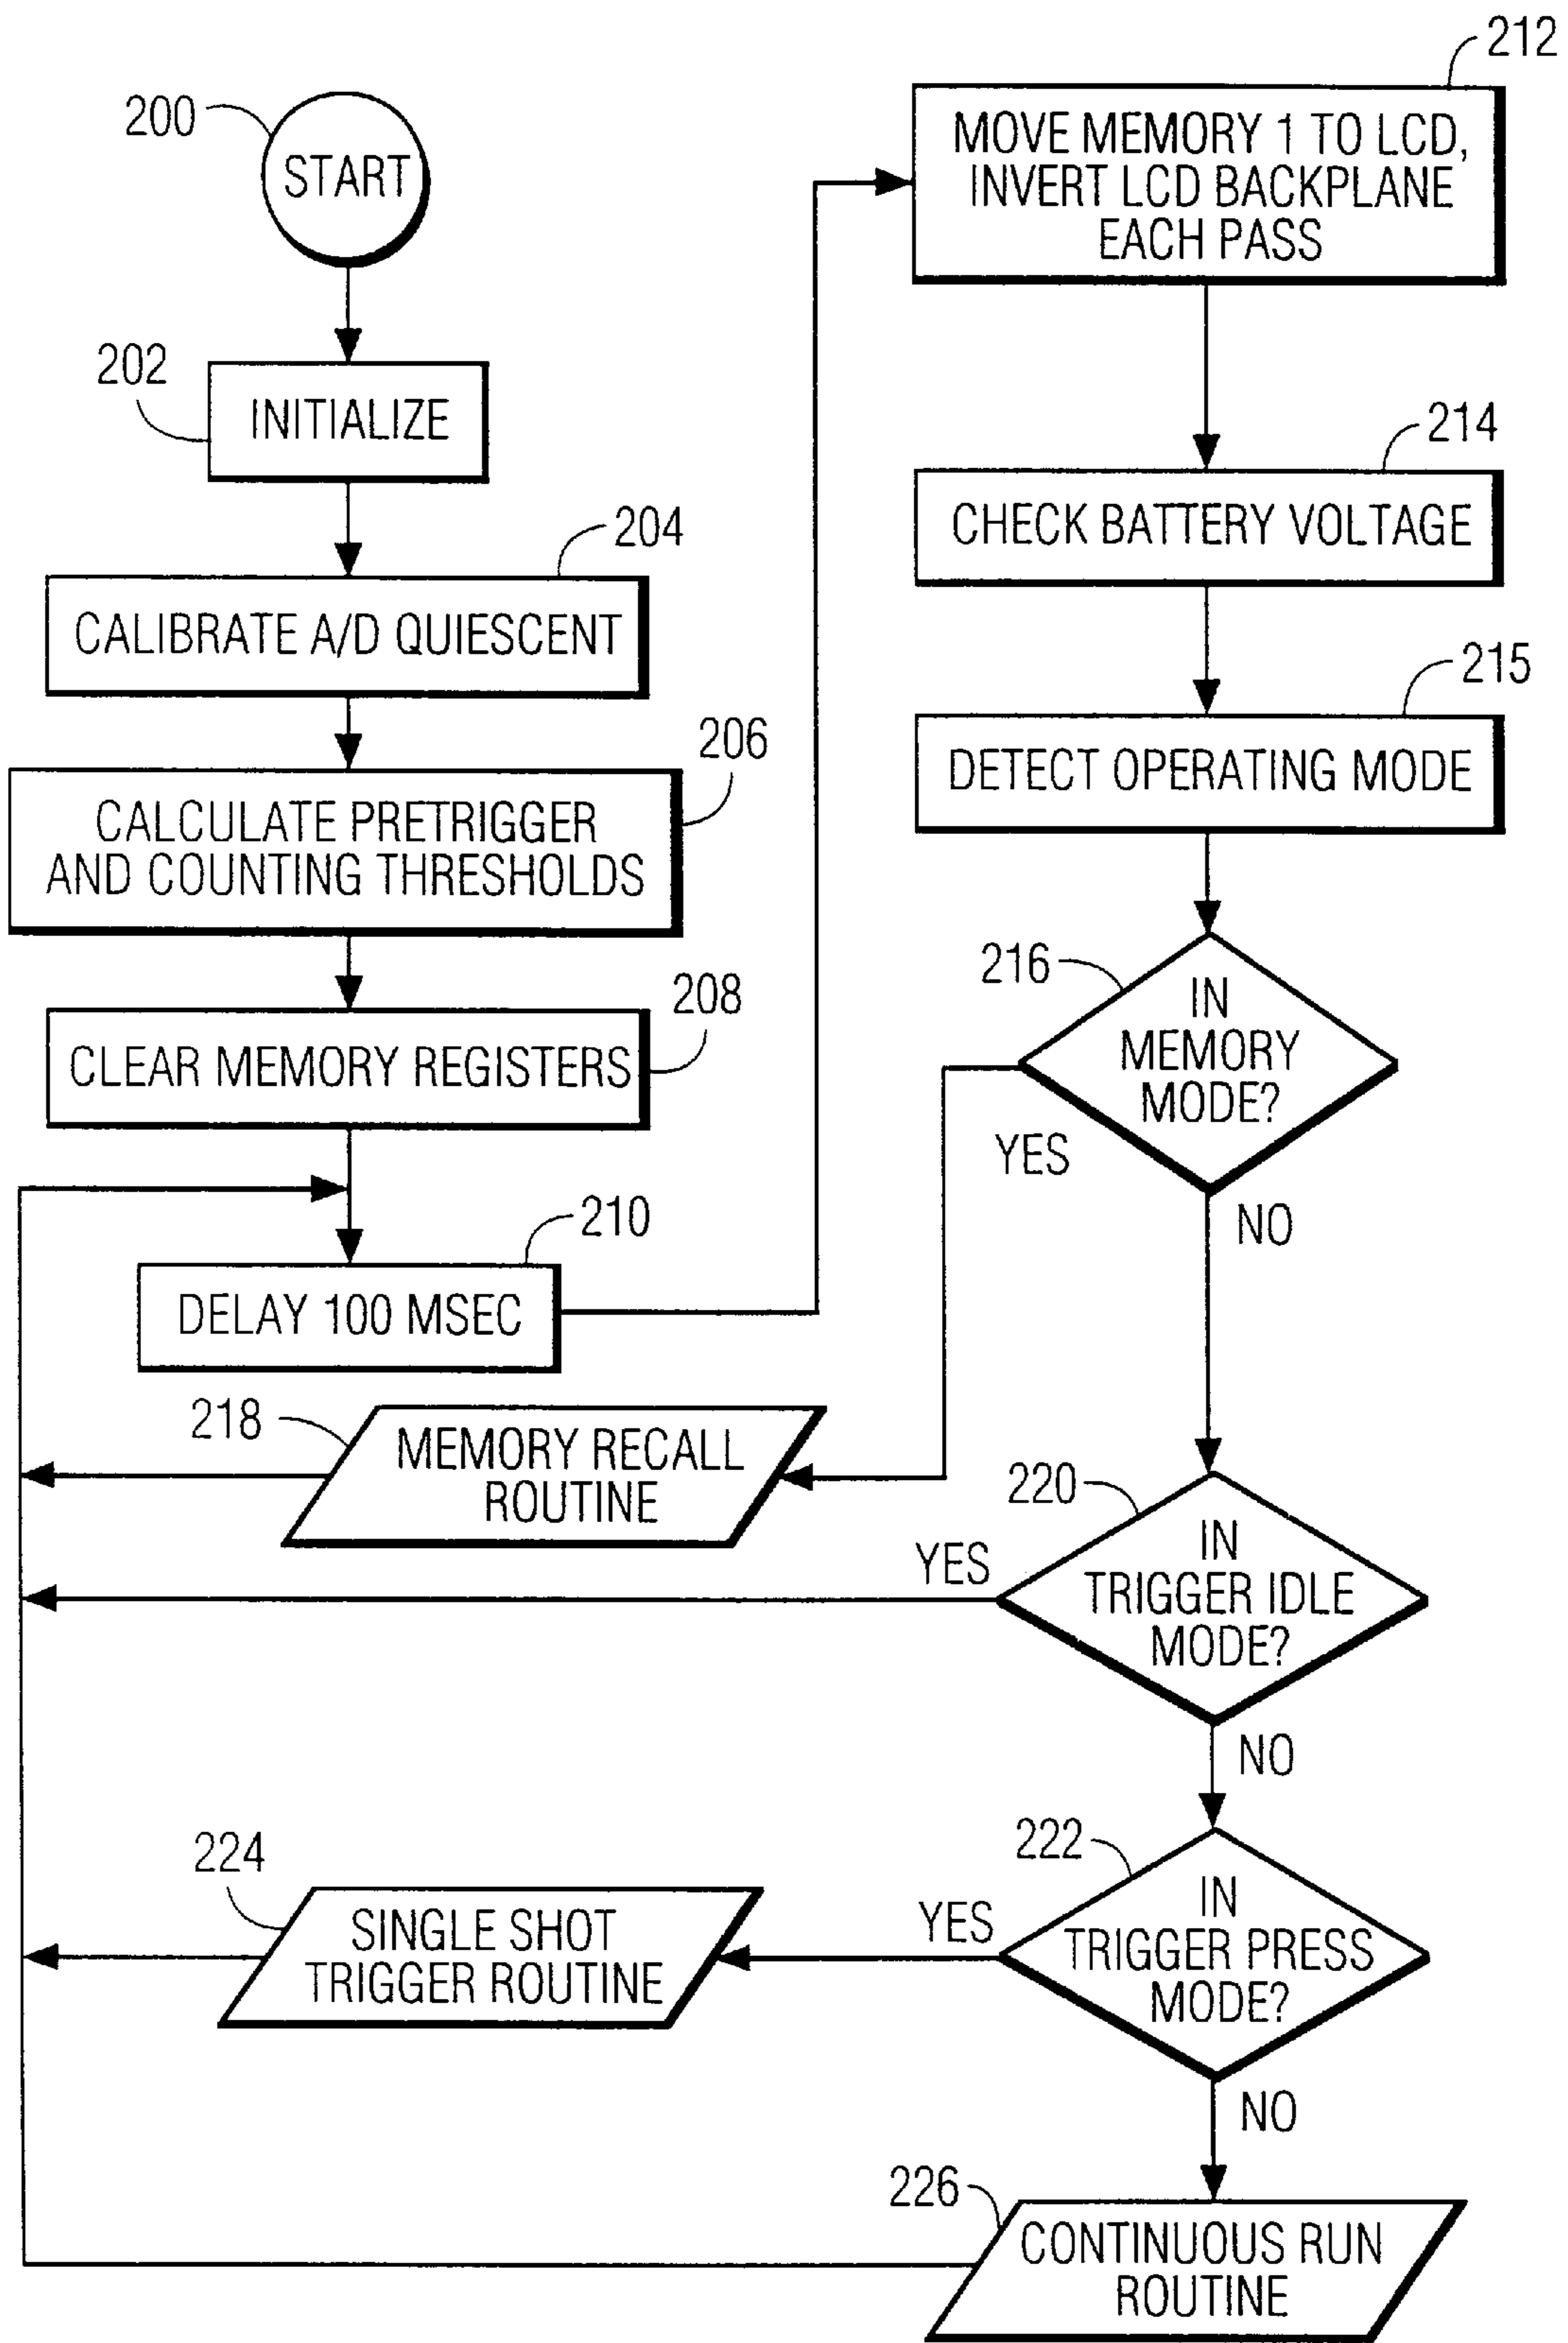 200
START
202
INITIALIZE
204
CALIBRATE A/D QUIESCENT
206
CALCULATE PRETRIGGER
AND COUNTING THRESHOLDS
208
CLEAR MEMORY REGISTERS
210
DELAY 100 MSEC
212
MOVE MEMORY 1 TO LCD,
INVERT LCD BACKPLANE
EACH PASS
214
CHECK BATTERY VOLTAGE
215
DETECT OPERATING MODE
216
IN
MEMORY
MODE?
YES
NO
218
MEMORY RECALL
ROUTINE
220
IN
TRIGGER IDLE
MODE?
YES
NO
222
IN
TRIGGER PRESS
MODE?
YES
NO
224
SINGLE SHOT
TRIGGER ROUTINE
226
CONTINUOUS RUN
ROUTINE